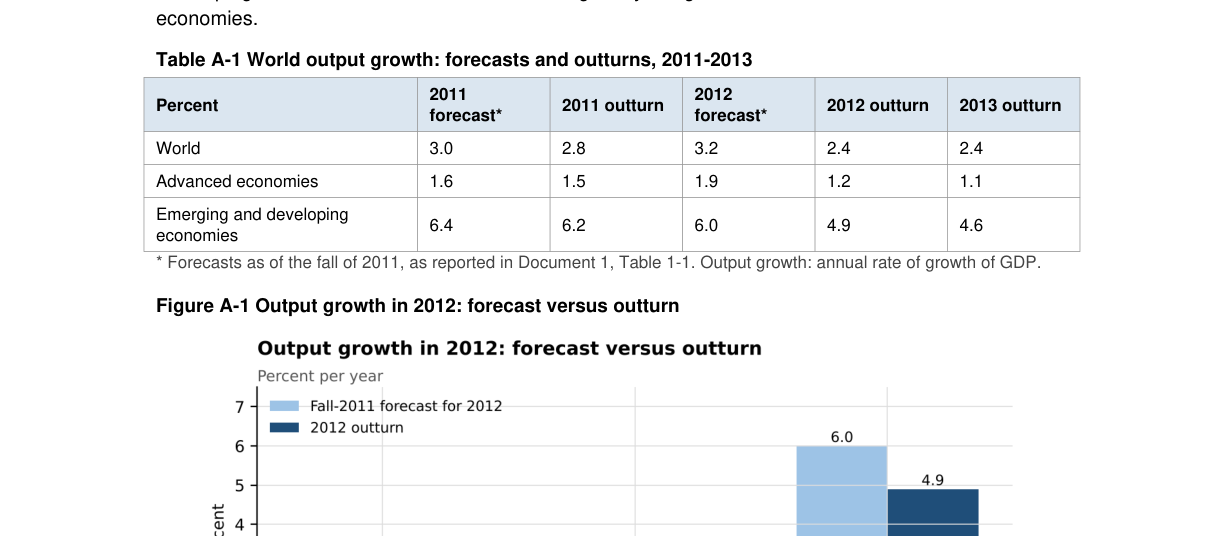 economies.
Table A-1 World output growth: forecasts and outturns, 2011-2013
Percent 2011 forecast* 2011 outturn 2012 forecast* 2012 outturn 2013 outturn
World 3.0 2.8 3.2 2.4 2.4
Advanced economies 1.6 1.5 1.9 1.2 1.1
Emerging and developing economies 6.4 6.2 6.0 4.9 4.6
* Forecasts as of the fall of 2011, as reported in Document 1, Table 1-1. Output growth: annual rate of growth of GDP.
Figure A-1 Output growth in 2012: forecast versus outturn
Output growth in 2012: forecast versus outturn
Percent per year
7
Fall-2011 forecast for 2012
2012 outturn
6.0
6
4.9
5
4